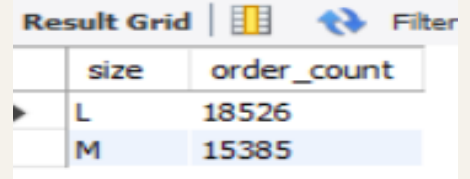 Result Grid Filter
size order_count
L 18526
M 15385